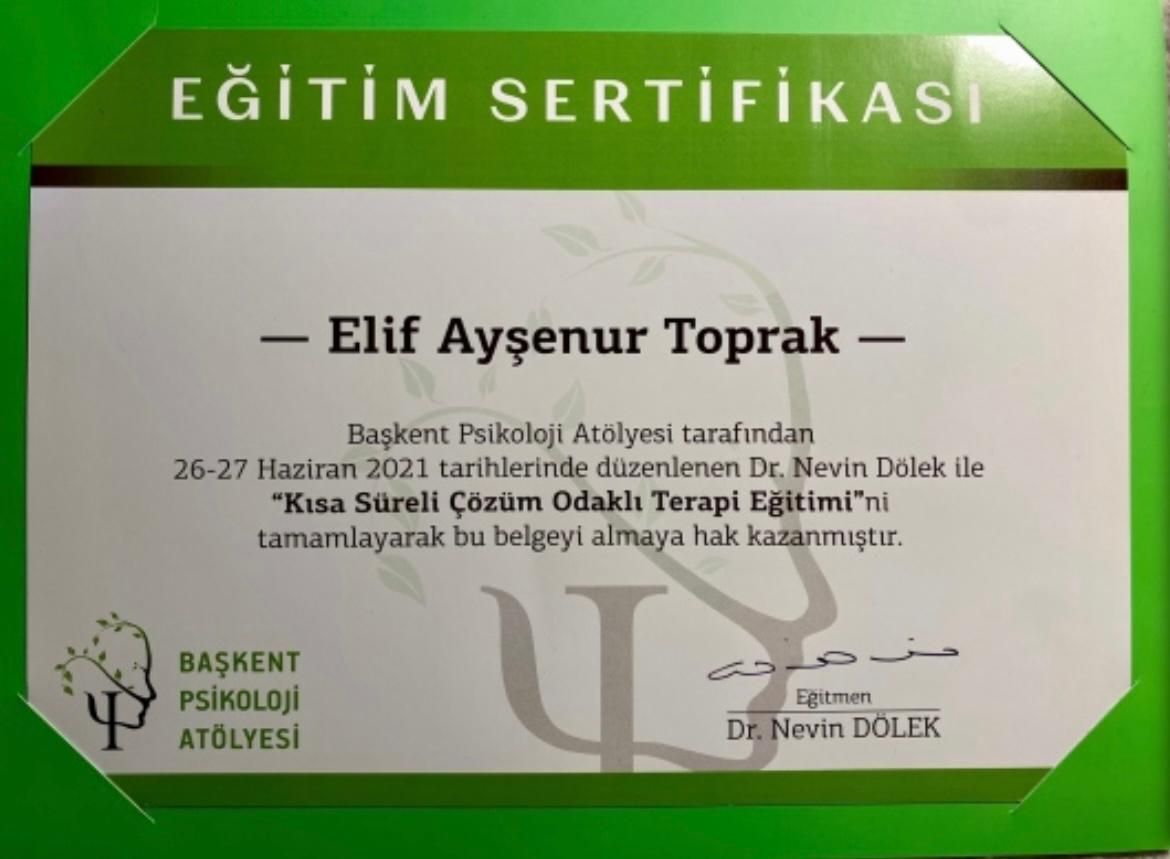 EĞİTİM SERTİFİKASI
— Elif Ayşenur Toprak —
Başkent Psikoloji Atölyesi tarafından
26-27 Haziran 2021 tarihlerinde düzenlenen Dr. Nevin Dölek ile
“Kısa Süreli Çözüm Odaklı Terapi Eğitimi”ni
tamamlayarak bu belgeyi almaya hak kazanmıştır.
BAŞKENT
PSİKOLOJİ
ATÖLYESİ
Eğitmen
Dr. Nevin DÖLEK